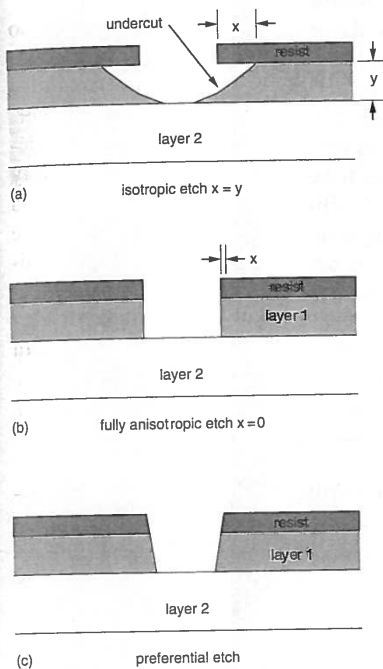 undercut
x
resist
y
layer 2
(a)
isotropic etch x = y
x
resist
layer 1
layer 2
(b)
fully anisotropic etch x=0
resist
layer 1
layer 2
(c)
preferential etch